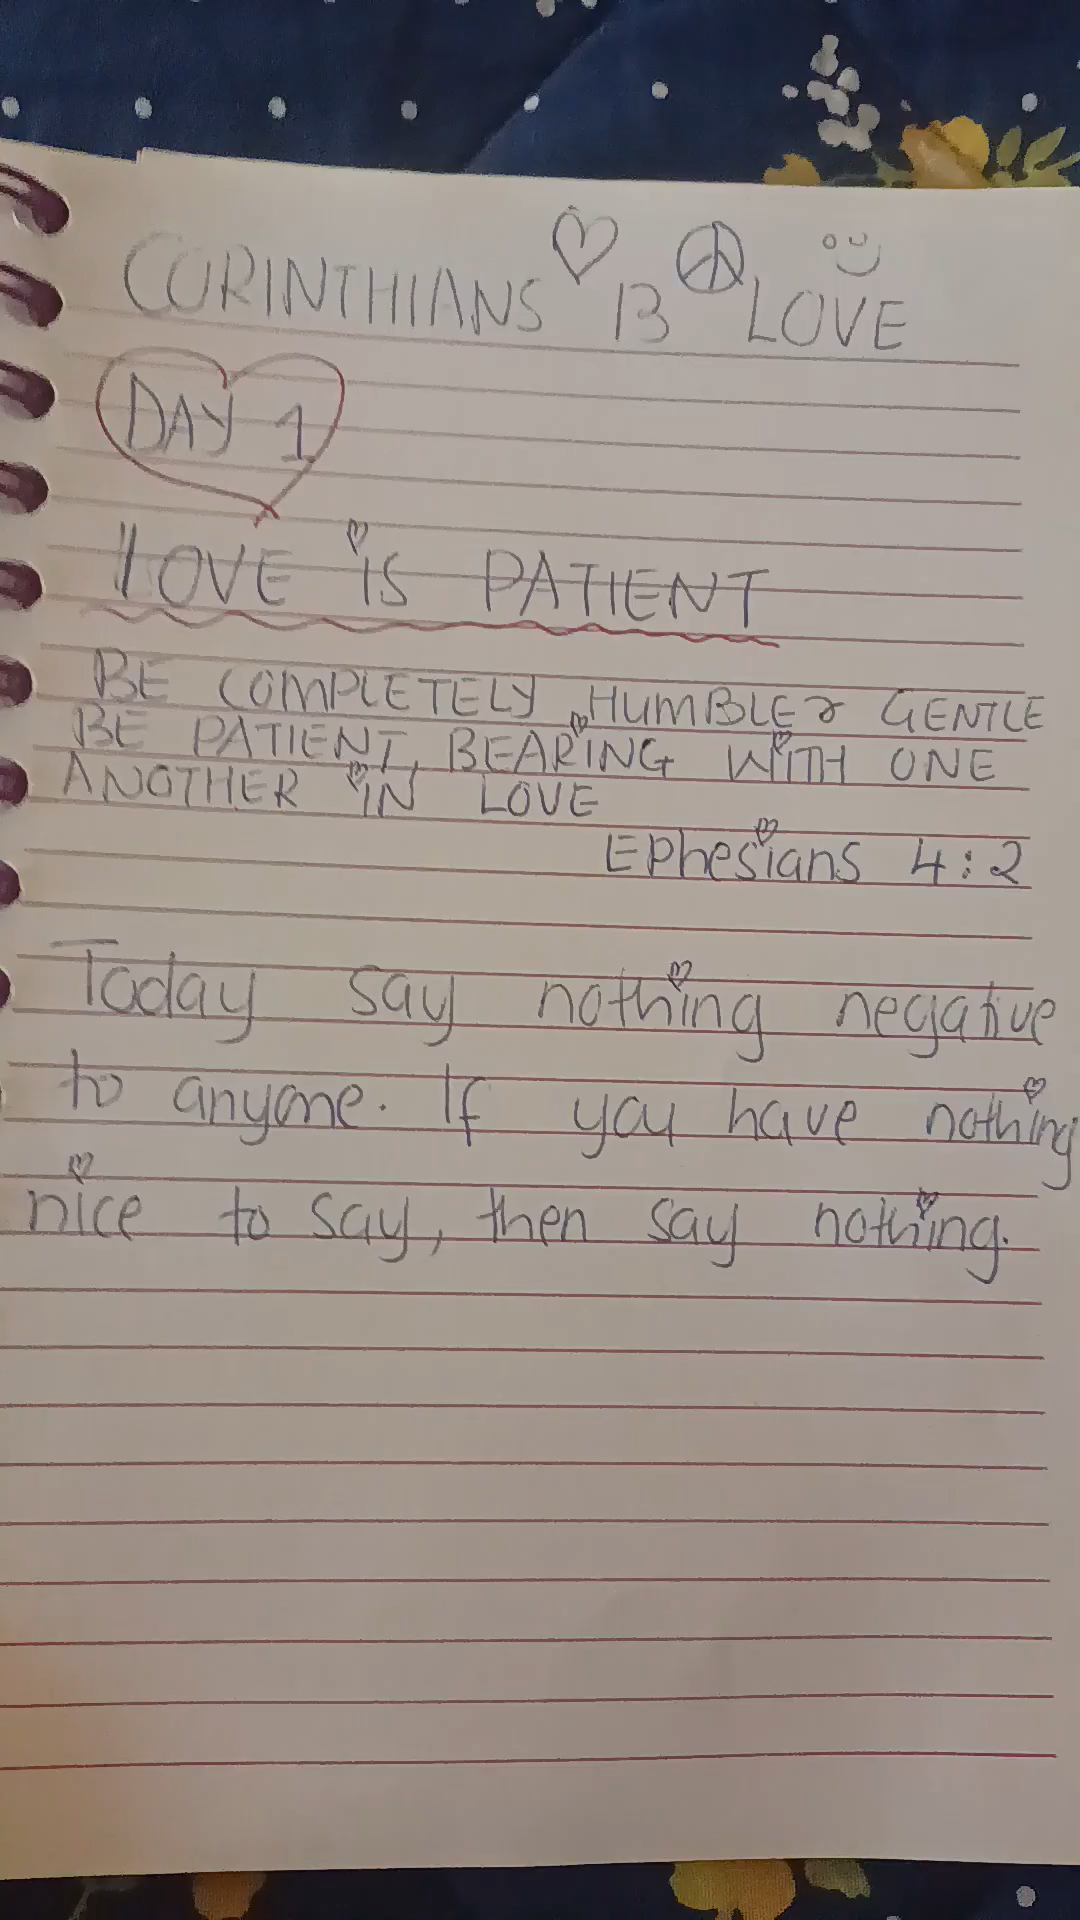 CORINTHIANS 13 LOVE
DAY 1
LOVE IS PATIENT
BE COMPLETELY HUMBLE & GENTLE
BE PATIENT, BEARING WITH ONE
ANOTHER IN LOVE
Ephesians 4:2
Today say nothing negative
to anyone. If you have nothing
nice to say, then say nothing.